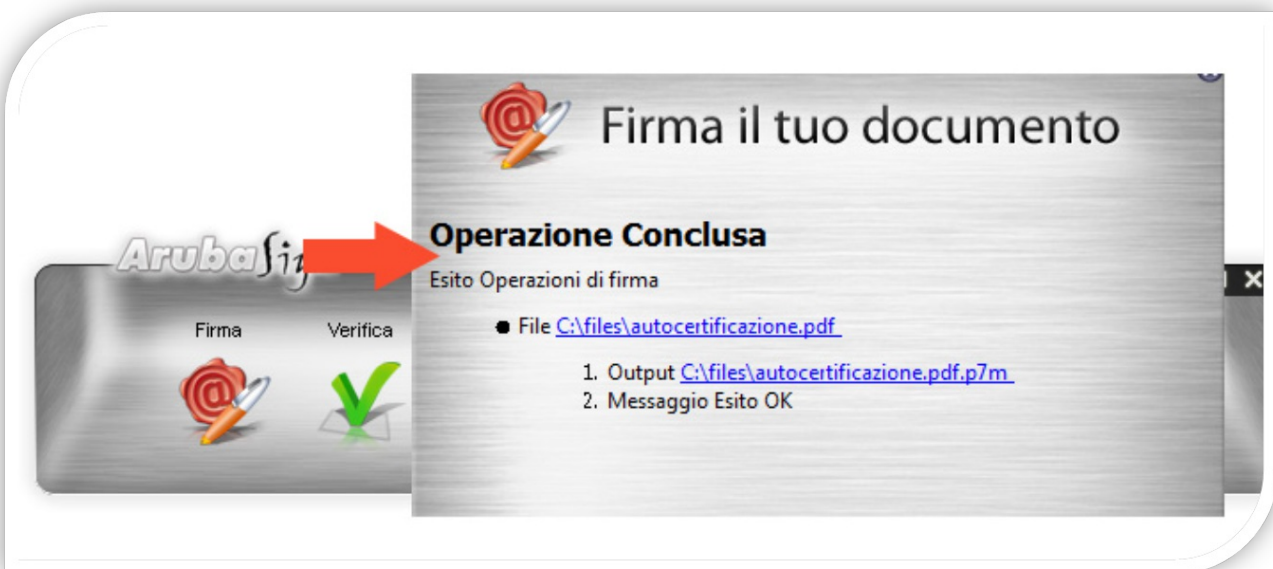 Firma il tuo documento
Operazione Conclusa
Esito Operazioni di firma
File C:\files\autocertificazione.pdf
1. Output C:\files\autocertificazione.pdf.p7m
2. Messaggio Esito OK
Aruba
Firma
Verifica